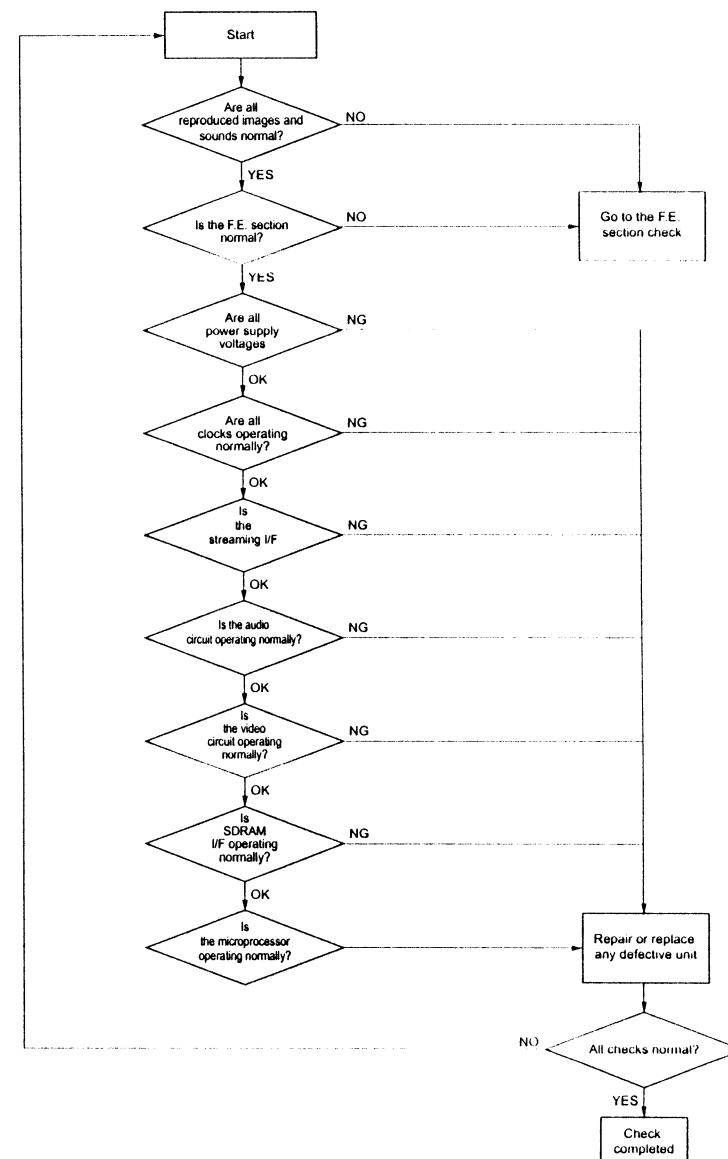 Start
Are all
reproduced images and
sounds normal?
NO
YES
Is the F.E. section
normal?
NO
Go to the F.E.
section check
YES
Are all
power supply
voltages
NG
OK
Are all
clocks operating
normally?
NG
OK
Is
the
streaming I/F
NG
OK
Is the audio
circuit operating normally?
NG
OK
Is
the video
circuit operating
normally?
NG
OK
Is
SDRAM
I/F operating
normally?
NG
OK
Is
the microprocessor
operating normally?
Repair or replace
any defective unit
NO
All checks normal?
YES
Check
completed